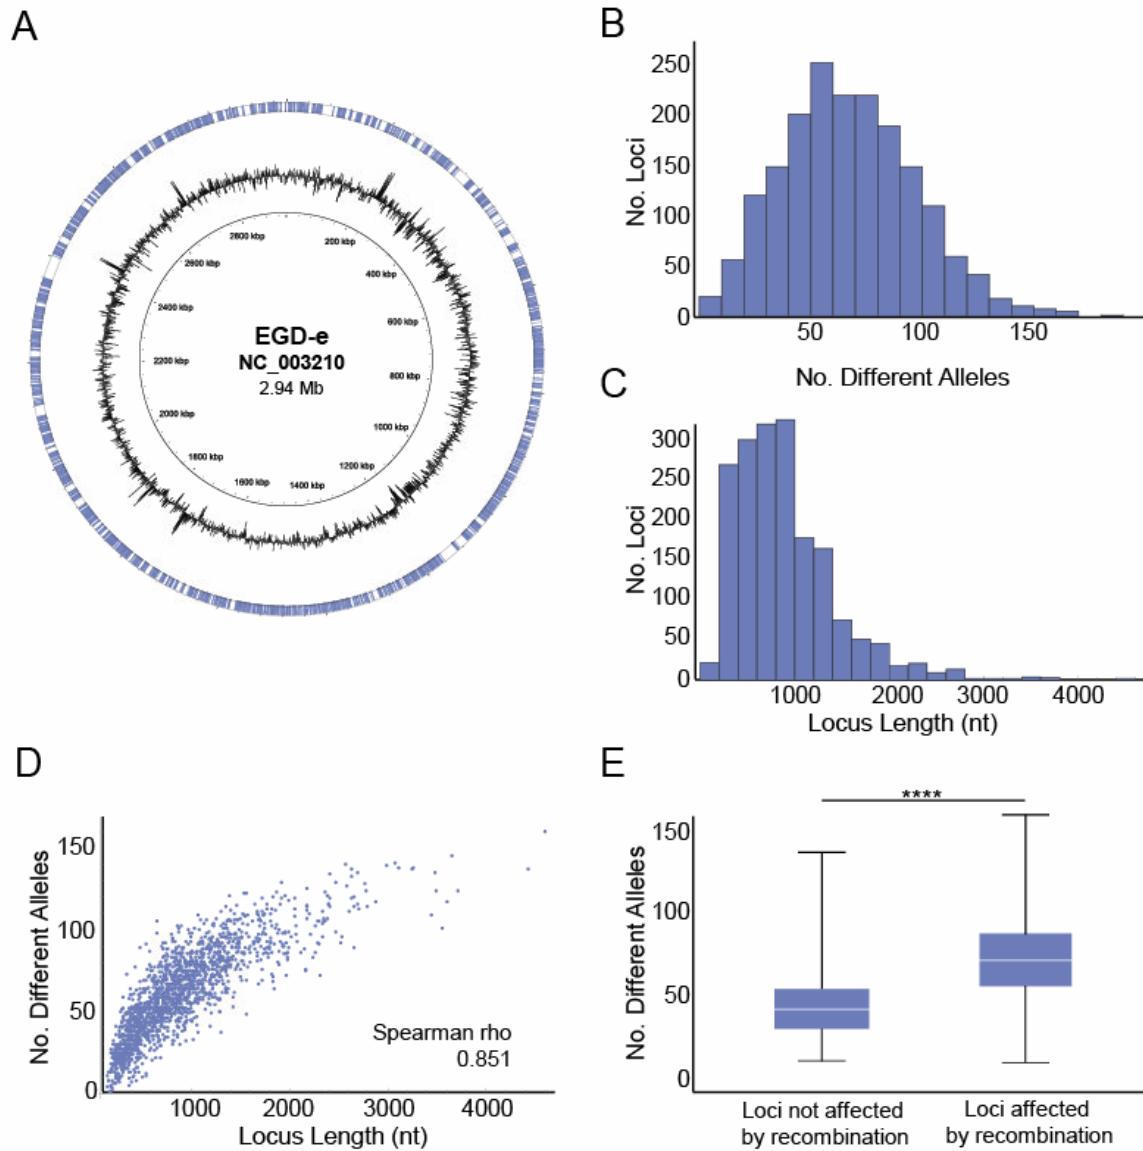 A
2800 kbp
200 kbp
2600 kbp
400 kbp
2400 kbp
600 kbp
2200 kbp
800 kbp
2000 kbp
1000 kbp
1800 kbp
1200 kbp
1600 kbp
1400 kbp
EGD-e
NC_003210
2.94 Mb
B
No. Loci
250
200
150
100
50
0
50
100
150
No. Different Alleles
C
No. Loci
300
250
200
150
100
50
0
1000
2000
3000
4000
Locus Length (nt)
D
No. Different Alleles
150
100
50
0
Spearman rho
0.851
1000
2000
3000
4000
Locus Length (nt)
E
No. Different Alleles
150
100
50
0
****
Loci not affected
by recombination
Loci affected
by recombination